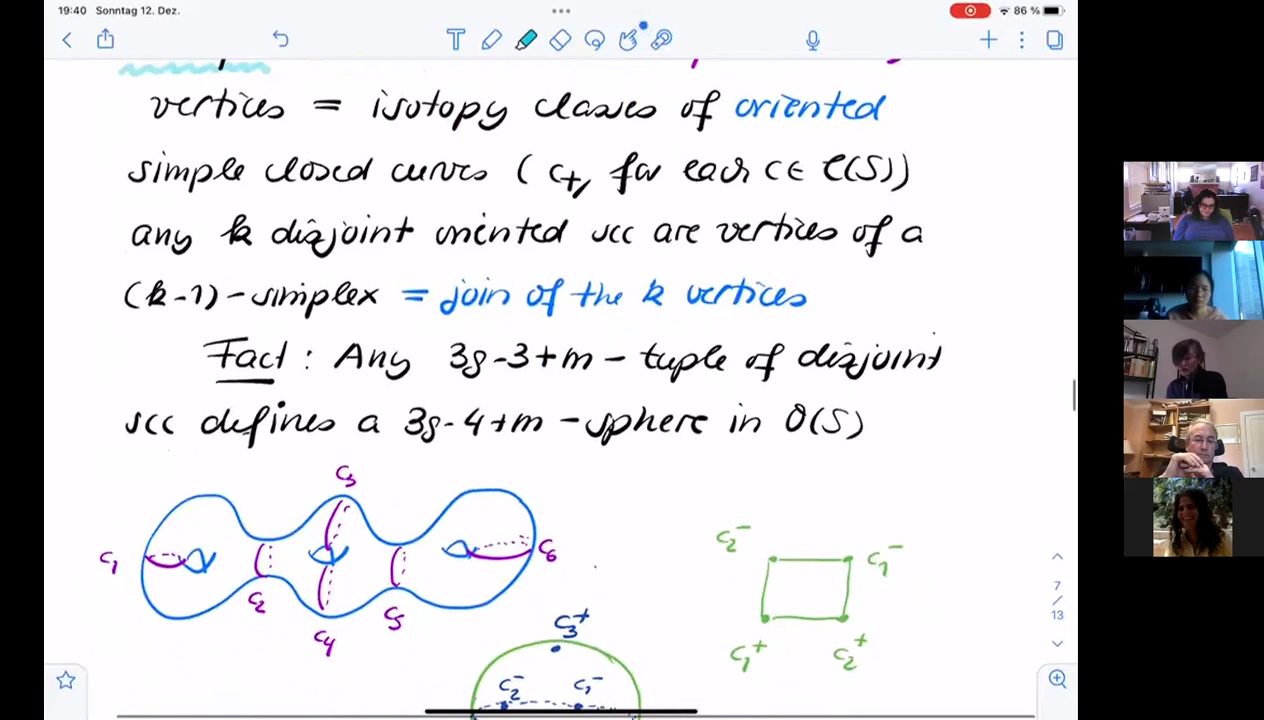 19:40 Sonntag 12. Dez.
86 %
vertices = isotopy classes of oriented
simple closed curves ( c±, for each c ∈ C(S))
any k disjoint oriented scc are vertices of a
(k-1)-simplex = join of the k vertices
Fact : Any 3g-3+m - tuple of disjoint
scc defines a 3g-4+m - sphere in O(S)
c3
c1
c6
c2
c4
c5
c2⁻
c1⁻
c1⁺
c2⁺
c3⁺
c2⁻
c1⁻
7
/
13